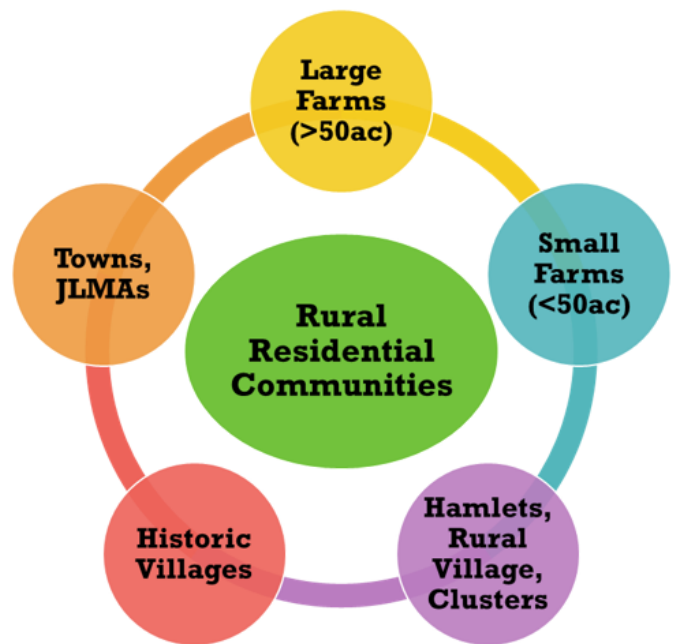 Large
Farms
(>50ac)
Small
Farms
(<50ac)
Hamlets,
Rural
Village,
Clusters
Historic
Villages
Towns,
JLMAs
Rural
Residential
Communities